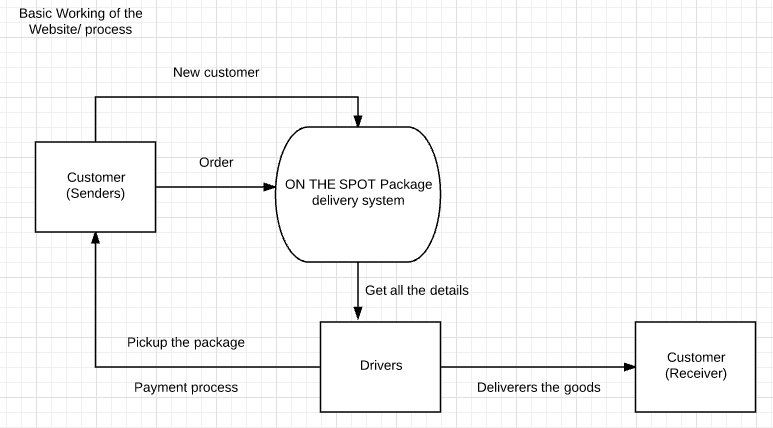 Basic Working of the
Website/ process
New customer
Customer
(Senders)
Order
ON THE SPOT Package
delivery system
Get all the details
Pickup the package
Payment process
Drivers
Deliverers the goods
Customer
(Receiver)